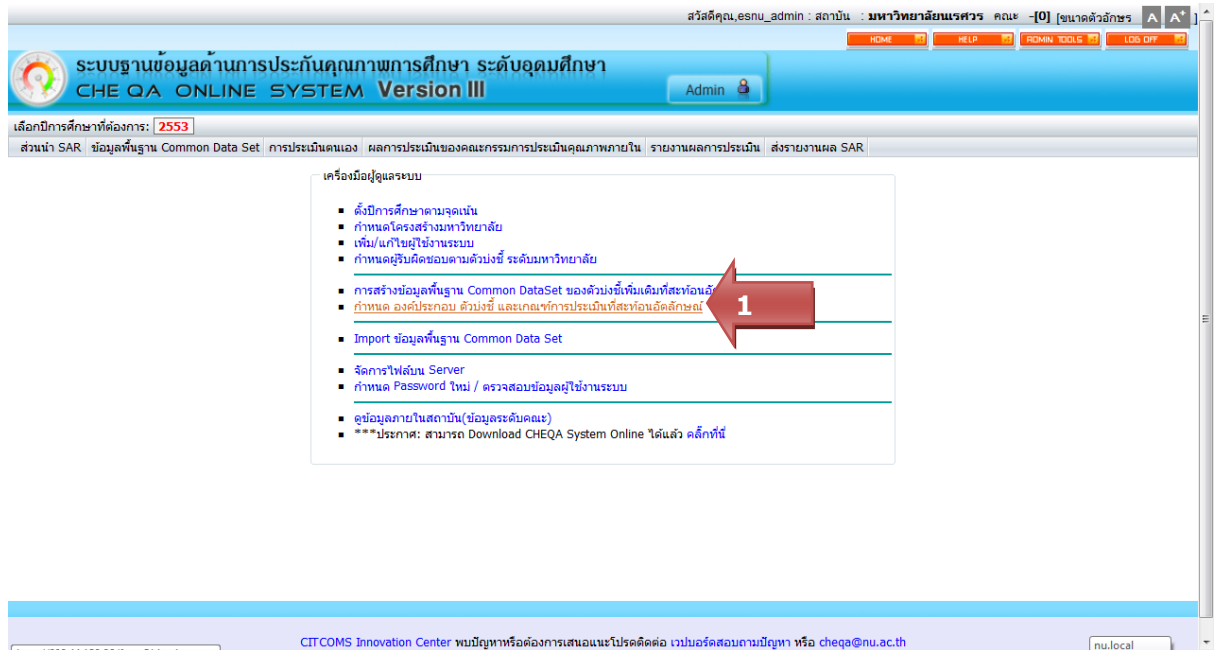 สวัสดีคุณ,esnu_admin : สถาบัน : มหาวิทยาลัยนเรศวร คณะ -[0] [ขนาดตัวอักษร A A+ ]
HOME HELP ADMIN TOOLS LOG OFF
ระบบฐานข้อมูลด้านการประกันคุณภาพการศึกษา ระดับอุดมศึกษา
CHE QA ONLINE SYSTEM Version III
Admin
เลือกปีการศึกษาที่ต้องการ: 2553
ส่วนนำ SAR ข้อมูลพื้นฐาน Common Data Set การประเมินตนเอง ผลการประเมินของคณะกรรมการประเมินคุณภาพภายใน รายงานผลการประเมิน ส่งรายงานผล SAR
เครื่องมือผู้ดูแลระบบ
ตั้งปีการศึกษาตามจุดเน้น
กำหนดโครงสร้างมหาวิทยาลัย
เพิ่ม/แก้ไขผู้ใช้งานระบบ
กำหนดผู้รับผิดชอบตามตัวบ่งชี้ ระดับมหาวิทยาลัย
การสร้างข้อมูลพื้นฐาน Common DataSet ของตัวบ่งชี้เพิ่มเติมที่สะท้อนอั
กำหนด องค์ประกอบ ตัวบ่งชี้ และเกณฑ์การประเมินที่สะท้อนอัตลักษณ์
1
Import ข้อมูลพื้นฐาน Common Data Set
จัดการไฟล์บน Server
กำหนด Password ใหม่ / ตรวจสอบข้อมูลผู้ใช้งานระบบ
ดูข้อมูลภายในสถาบัน(ข้อมูลระดับคณะ)
***ประกาศ: สามารถ Download CHEQA System Online ได้แล้ว คลิ๊กที่นี่
CITCOMS Innovation Center พบปัญหาหรือต้องการเสนอแนะโปรดติดต่อ เวปบอร์ดสอบถามปัญหา หรือ cheqa@nu.ac.th
nu.local